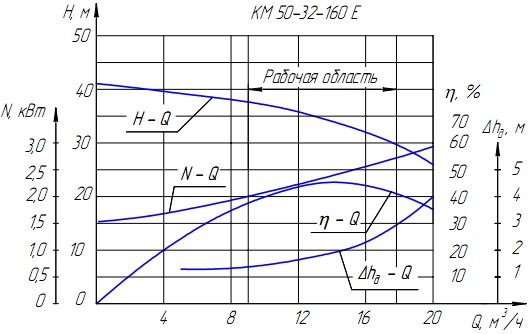 H, м
КМ 50-32-160 Е
50
Рабочая область
40
N, кВт
η, %
Δhд, м
H - Q
70
3,0
30
60
5
2,5
N - Q
50
2,0
20
40
4
1,5
η - Q
30
3
1,0
10
20
2
0,5
Δhд - Q
10
1
0
0
4
8
12
16
20
Q, м³/ч